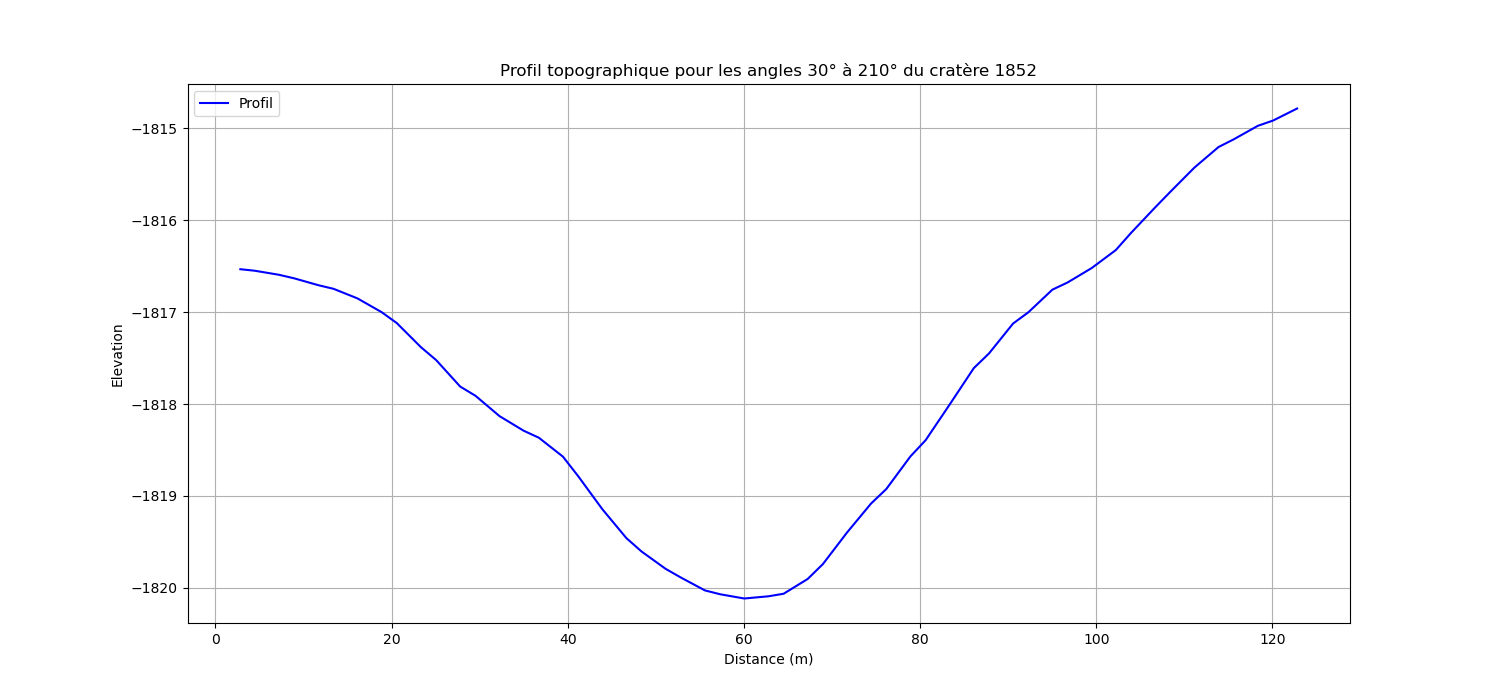 Profil topographique pour les angles 30° à 210° du cratère 1852
Profil
−1815
−1816
−1817
−1818
−1819
−1820
Elevation
0 20 40 60 80 100 120
Distance (m)